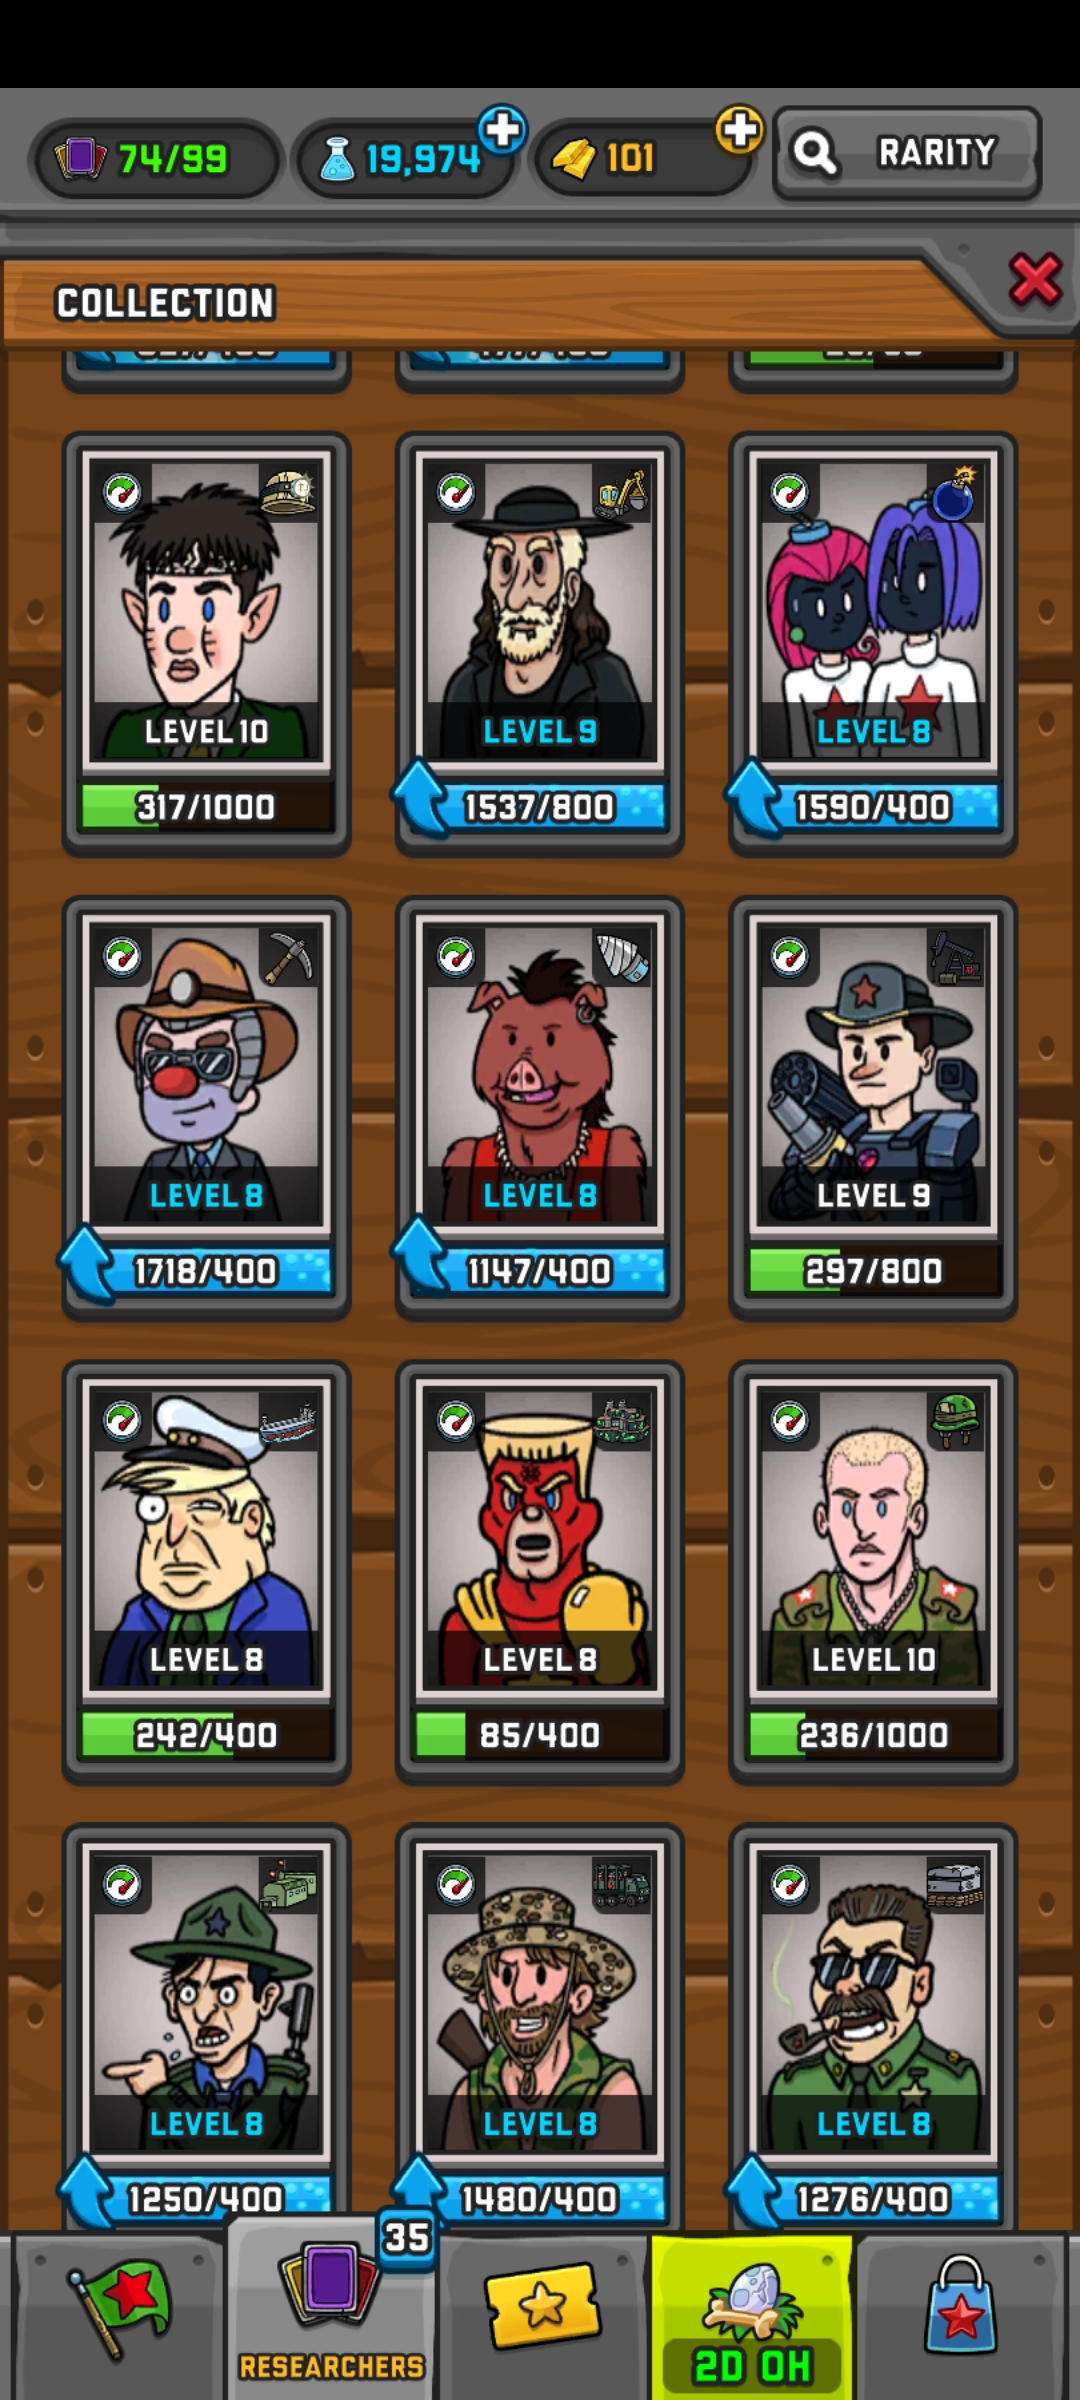 74/99
19,974
101
RARITY
COLLECTION
LEVEL 10
LEVEL 9
LEVEL 8
317/1000
1537/800
1590/400
LEVEL 8
LEVEL 8
LEVEL 9
1718/400
1147/400
297/800
LEVEL 8
LEVEL 8
LEVEL 10
242/400
85/400
236/1000
LEVEL 8
LEVEL 8
LEVEL 8
1250/400
1480/400
1276/400
35
RESEARCHERS
2D 0H